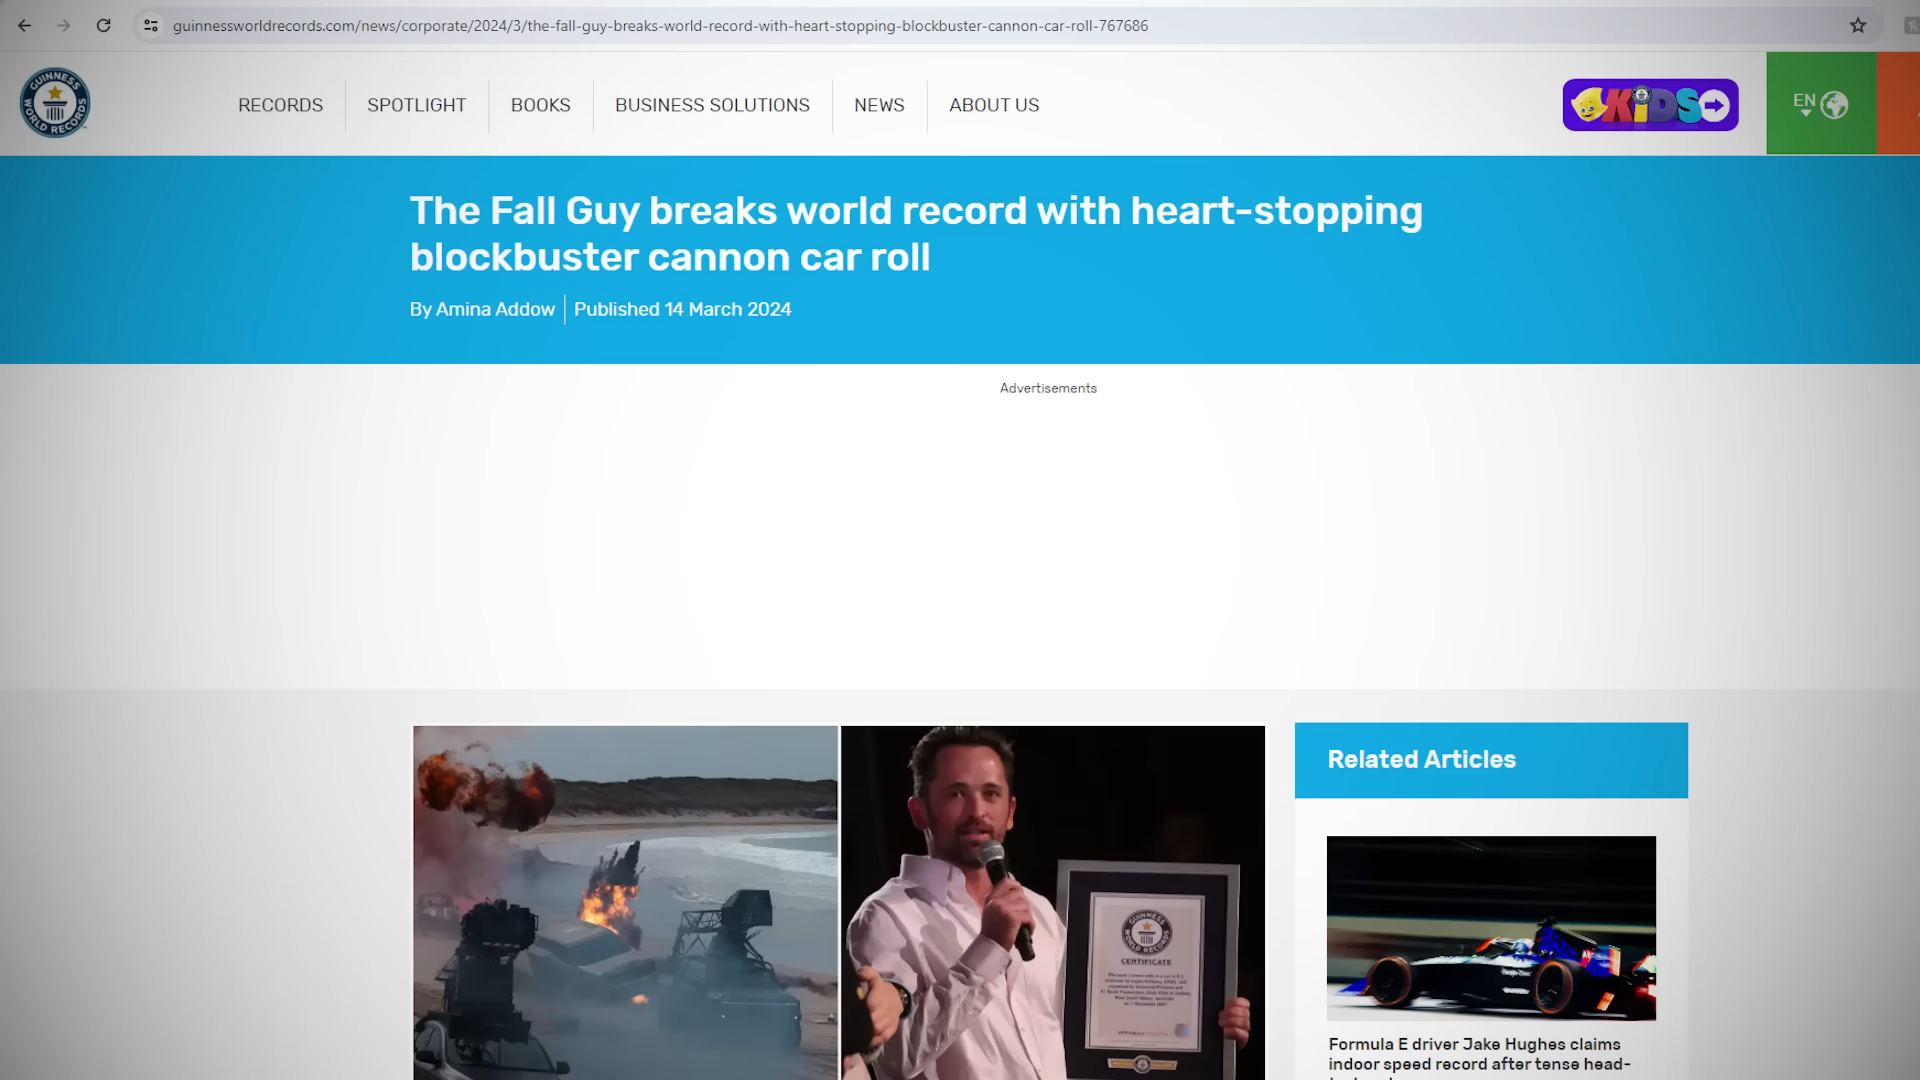 guinnessworldrecords.com/news/corporate/2024/3/the-fall-guy-breaks-world-record-with-heart-stopping-blockbuster-cannon-car-roll-767686
GUINNESS WORLD RECORDS
RECORDS
SPOTLIGHT
BOOKS
BUSINESS SOLUTIONS
NEWS
ABOUT US
KiDS
EN
The Fall Guy breaks world record with heart-stopping
blockbuster cannon car roll
By Amina Addow
Published 14 March 2024
Advertisements
GUINNESS WORLD RECORDS
CERTIFICATE
Related Articles
Formula E driver Jake Hughes claims
indoor speed record after tense head-